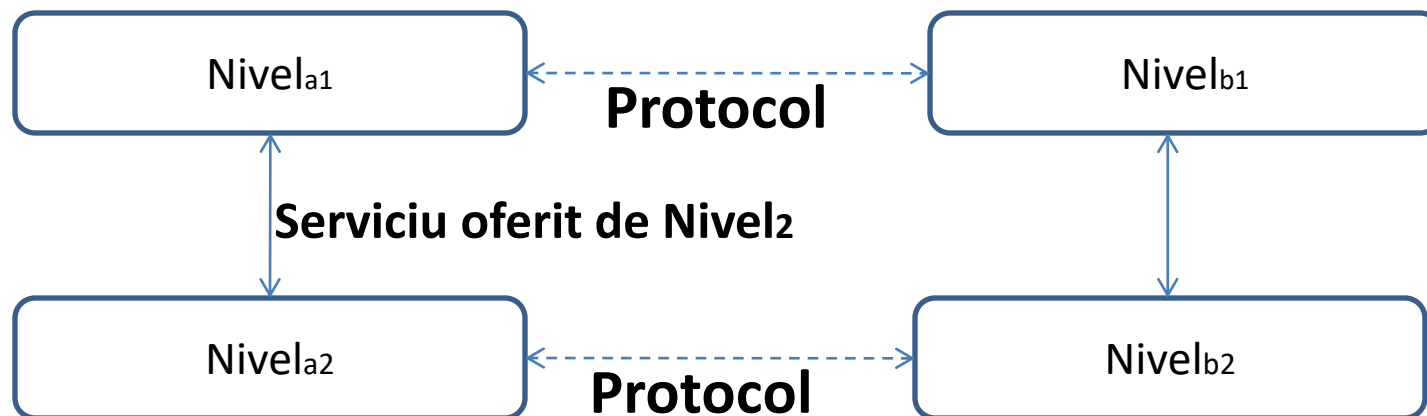 Nivela1 Nivelb1
Protocol
Serviciu oferit de Nivel2
Nivela2 Nivelb2
Protocol